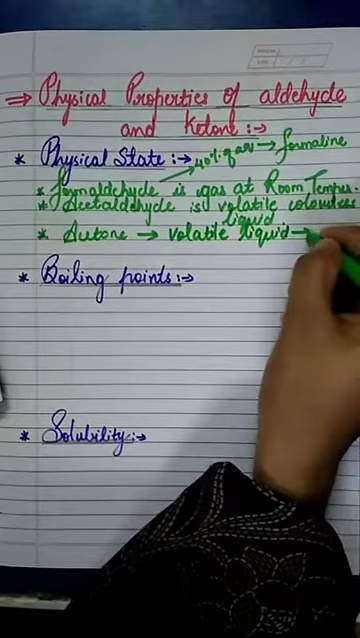 ⇒ Physical Properties of aldehyde
and Ketone :→
* Physical State :→ 40% aq → formaline
* Formaldehyde is gas at Room Temper
* Acetaldehyde is volatile colourless
liquid
* Acetone → volatile liquid →
* Boiling points :→
* Solubility :→